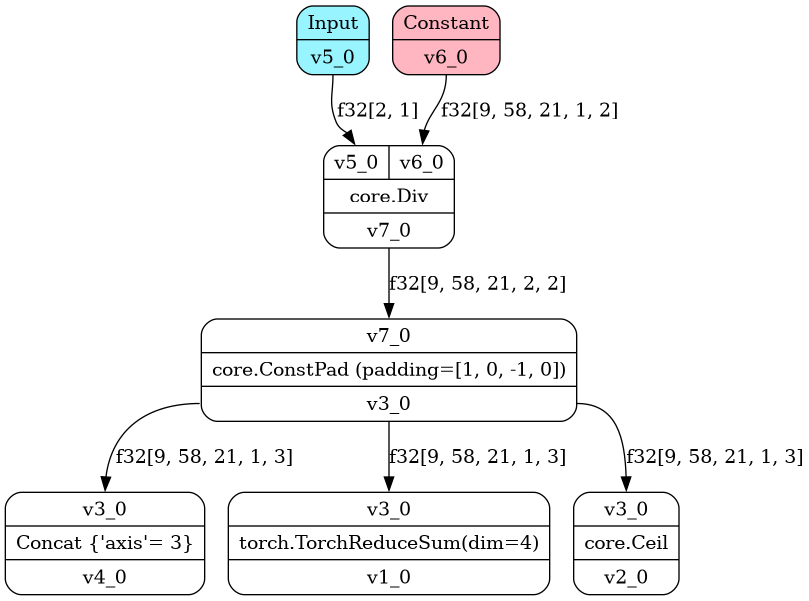 Input
v5_0
Constant
v6_0
f32[2, 1]
f32[9, 58, 21, 1, 2]
v5_0
v6_0
core.Div
v7_0
f32[9, 58, 21, 2, 2]
v7_0
core.ConstPad (padding=[1, 0, -1, 0])
v3_0
f32[9, 58, 21, 1, 3]
f32[9, 58, 21, 1, 3]
f32[9, 58, 21, 1, 3]
v3_0
Concat {'axis'= 3}
v4_0
v3_0
torch.TorchReduceSum(dim=4)
v1_0
v3_0
core.Ceil
v2_0